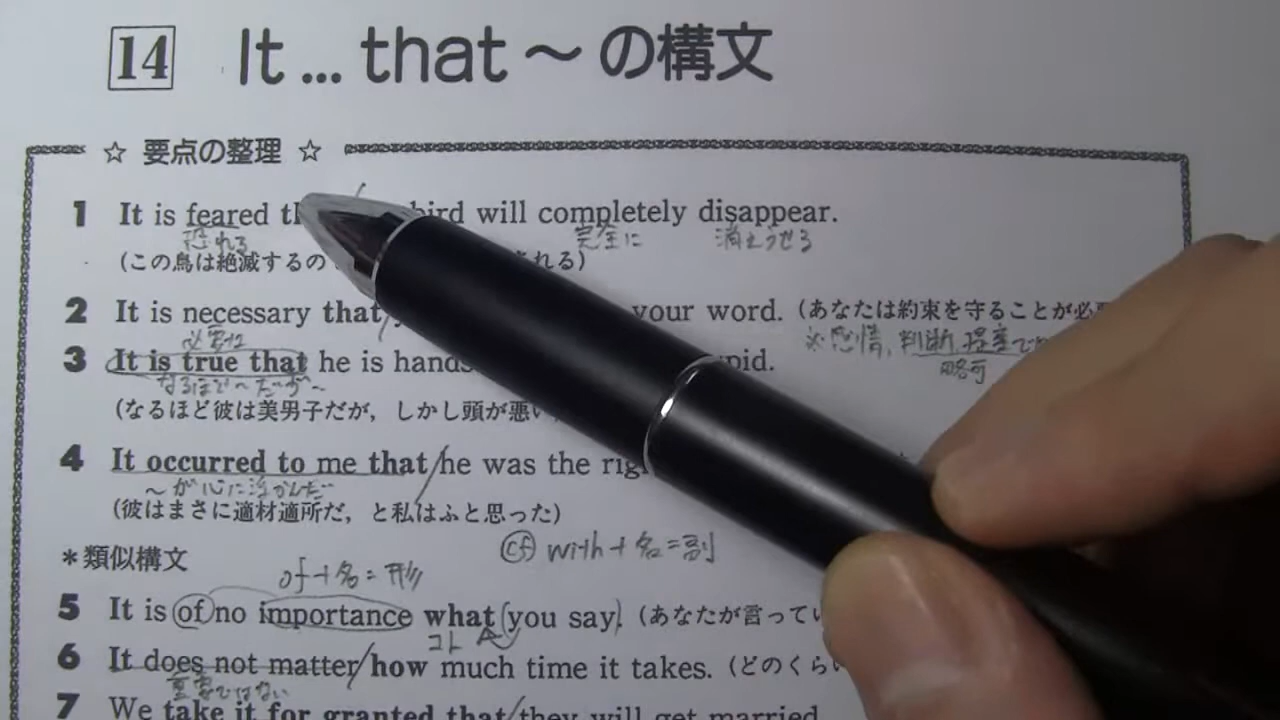 14 It ... that ～の構文
☆ 要点の整理 ☆
1 It is feared bird will completely disappear.
恐れる 完全に 消えうせる
(この鳥は絶滅するの れる)
2 It is necessary that your word. (あなたは約束を守ることが必
必要な ※感情, 判断,
3 It is true that he is hands pid.
なるほど～だが～ 略可
(なるほど彼は美男子だが，しかし頭が悪い
4 It occurred to me that he was the rig
～が心に浮かんだ
(彼はまさに適材適所だ，と私はふと思った)
cf with+名=副
*類似構文
of+名=形
5 It is of no importance what you say. (あなたが言ってい
コト
6 It does not matter how much time it takes. (どのくらい
重要ではない
7 We take it for granted that they will get married